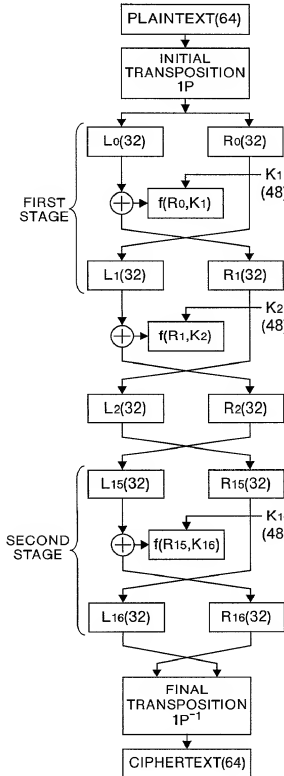 PLAINTEXT(64)
INITIAL
TRANSPOSITION
1P
L0(32)
R0(32)
K1
(48)
FIRST
STAGE
f(R0,K1)
L1(32)
R1(32)
K2
(48)
f(R1,K2)
L2(32)
R2(32)
L15(32)
R15(32)
K1
(48
SECOND
STAGE
f(R15,K16)
L16(32)
R16(32)
FINAL
TRANSPOSITION
1P-1
CIPHERTEXT(64)